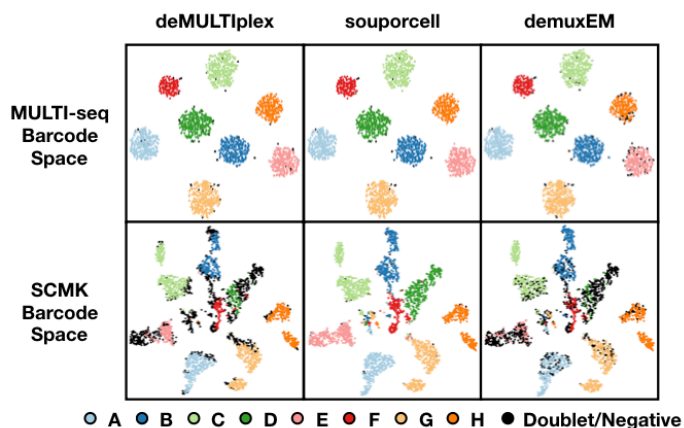 deMULTIplex souporcell demuxEM
MULTI-seq
Barcode
Space
SCMK
Barcode
Space
A B C D E F G H Doublet/Negative